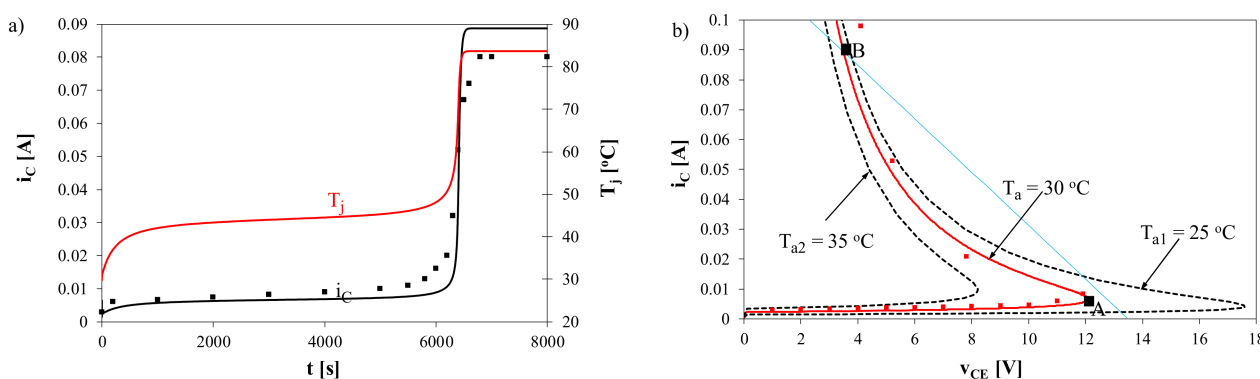 a)
0.09
0.08
0.07
0.06
0.05
0.04
0.03
0.02
0.01
0
i_C [A]
90
80
70
60
50
40
30
20
T_j [°C]
T_j
i_C
0
2000
4000
6000
8000
t [s]
b)
0.1
0.09
0.08
0.07
0.06
0.05
0.04
0.03
0.02
0.01
0
i_C [A]
B
T_a = 30 °C
T_a2 = 35 °C
T_a1 = 25 °C
A
0 2 4 6 8 10 12 14 16 18
v_CE [V]